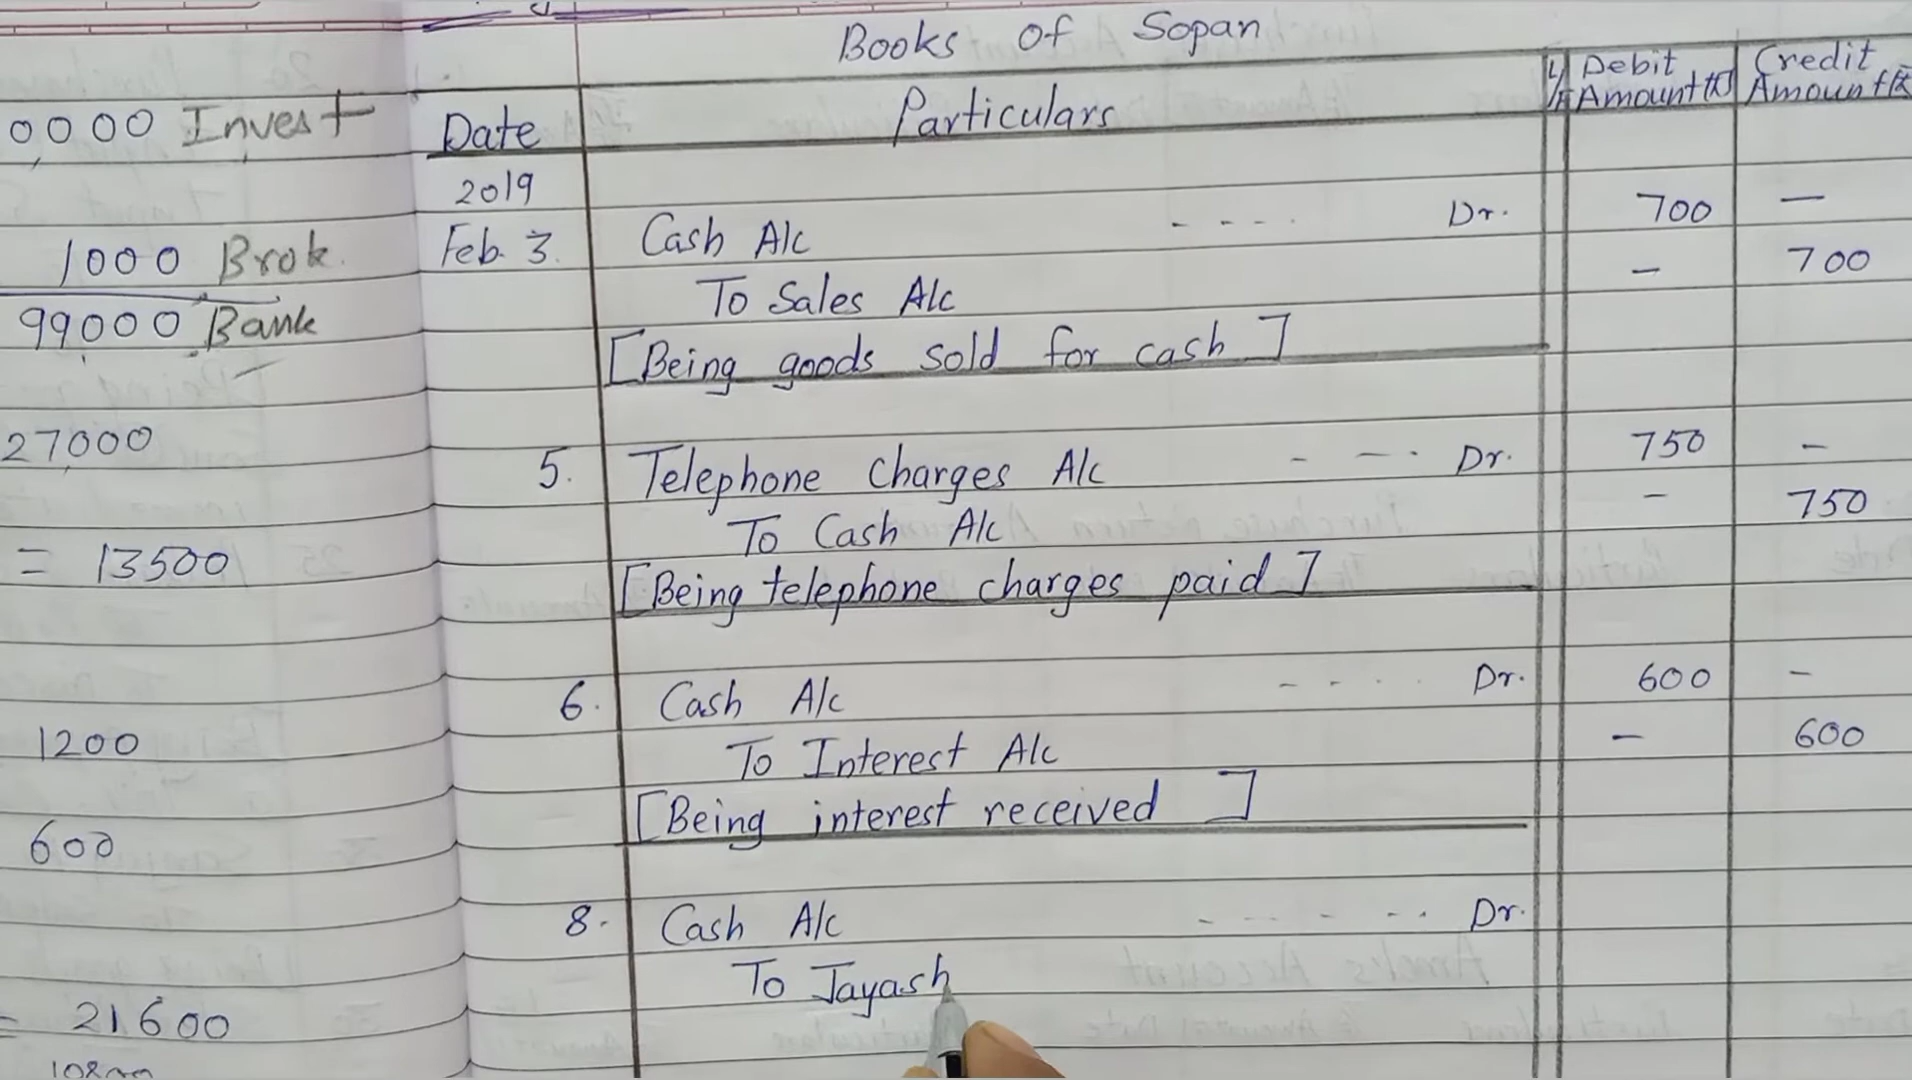 Books of Sopan
Date Particulars L/F Debit Amount (₹) Credit Amount (₹)
2019
Feb. 3. Cash A/c ---- Dr. 700 —
To Sales A/c — 700
[Being goods sold for cash]
5. Telephone Charges A/c - -- Dr. 750 -
To Cash A/c - 750
[Being telephone charges paid]
6. Cash A/c ---- Dr. 600 -
To Interest A/c - 600
[Being interest received ]
8. Cash A/c ------ Dr.
To Jayash
0000 Invest
1000 Brok.
99000 Bank
27000
= 13500
1200
600
- 21600